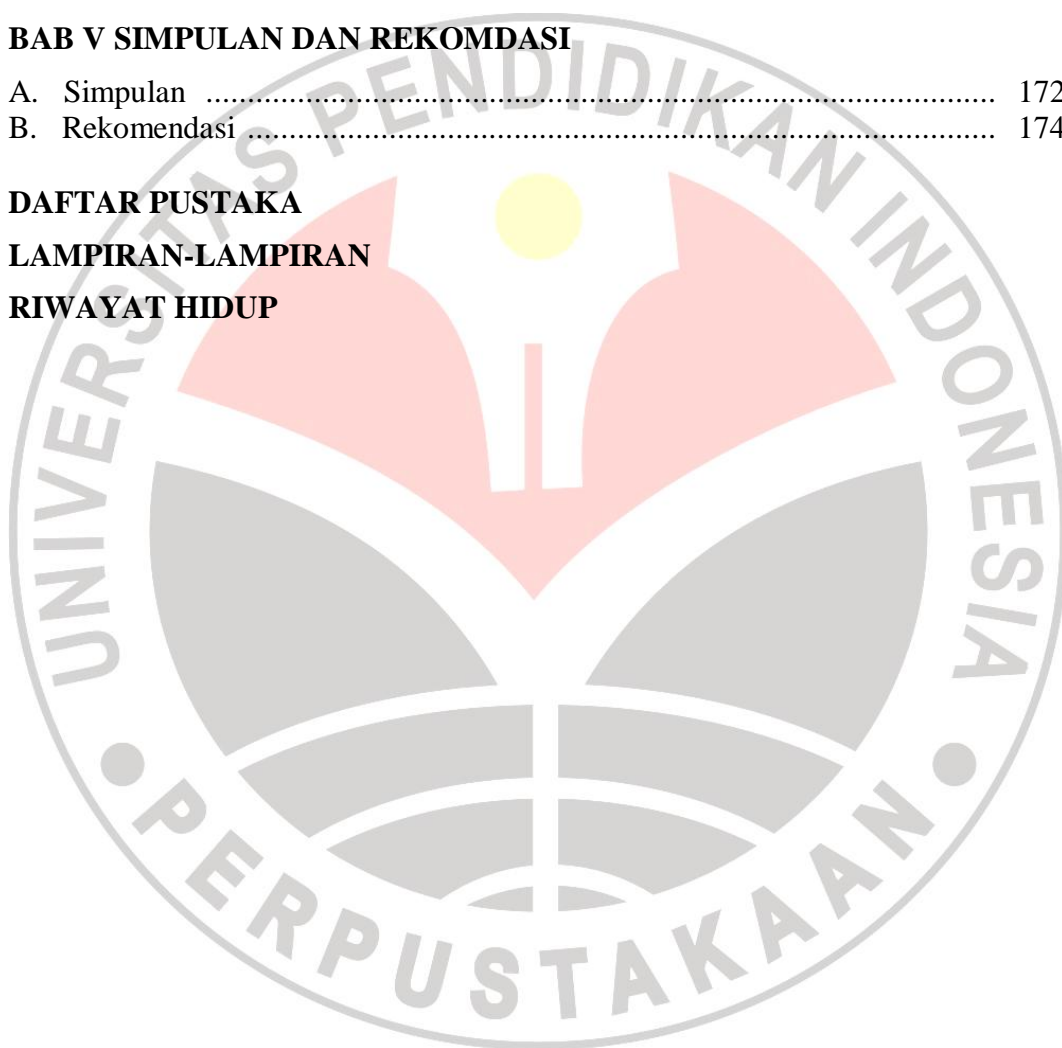 BAB V SIMPULAN DAN REKOMDASI
A. Simpulan ............................................................................... 172
B. Rekomendasi ........................................................................... 174
DAFTAR PUSTAKA
LAMPIRAN-LAMPIRAN
RIWAYAT HIDUP
UNIVERSITAS PENDIDIKAN INDONESIA
PERPUSTAKAAN